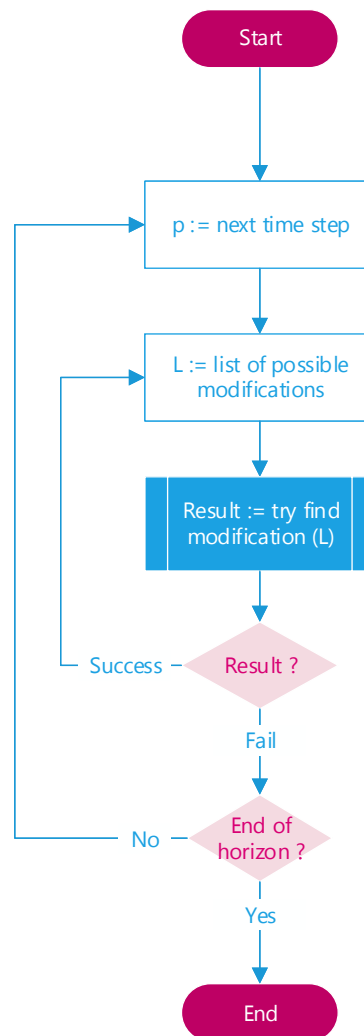 Start
p := next time step
L := list of possible
modifications
Result := try find
modification (L)
Result ?
Success
Fail
End of
horizon ?
No
Yes
End